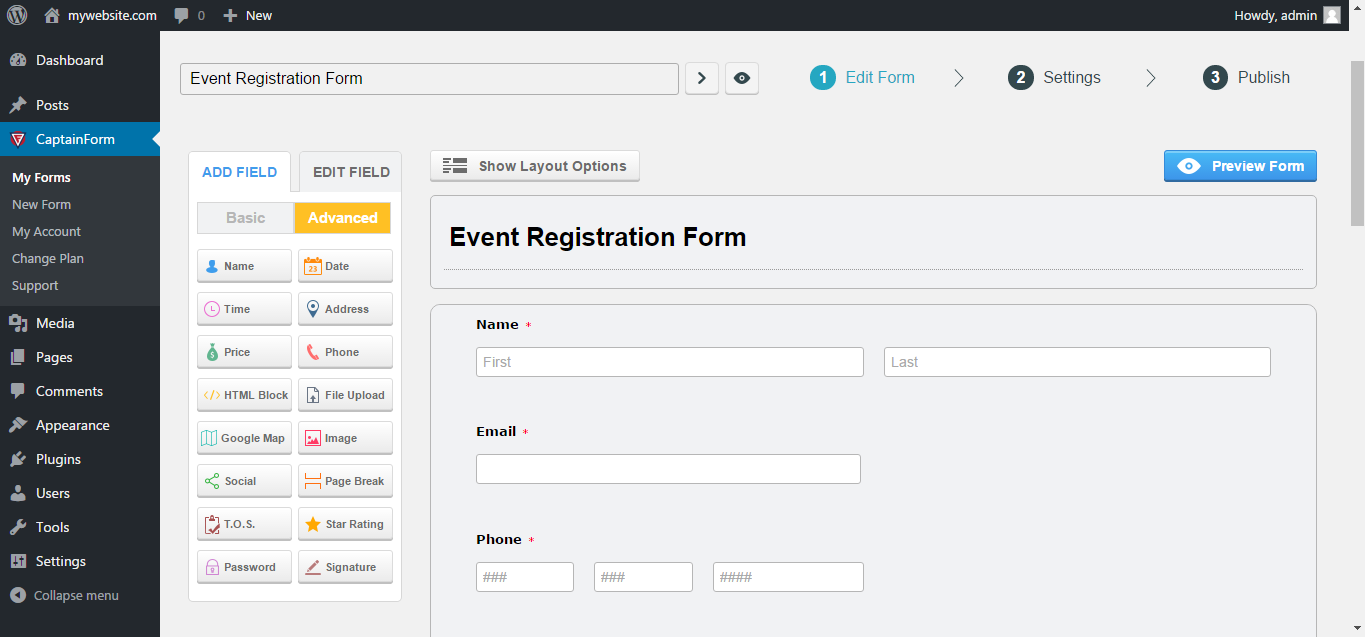 mywebsite.com 0 New Howdy, admin
Dashboard
Posts
CaptainForm
My Forms
New Form
My Account
Change Plan
Support
Media
Pages
Comments
Appearance
Plugins
Users
Tools
Settings
Collapse menu
Event Registration Form
1 Edit Form
2 Settings
3 Publish
ADD FIELD EDIT FIELD
Basic Advanced
Name Date
23
Time Address
Price Phone
HTML Block File Upload
Google Map Image
Social Page Break
T.O.S. Star Rating
Password Signature
Show Layout Options
Preview Form
Event Registration Form
Name *
First Last
Email *
Phone *
### ### ####